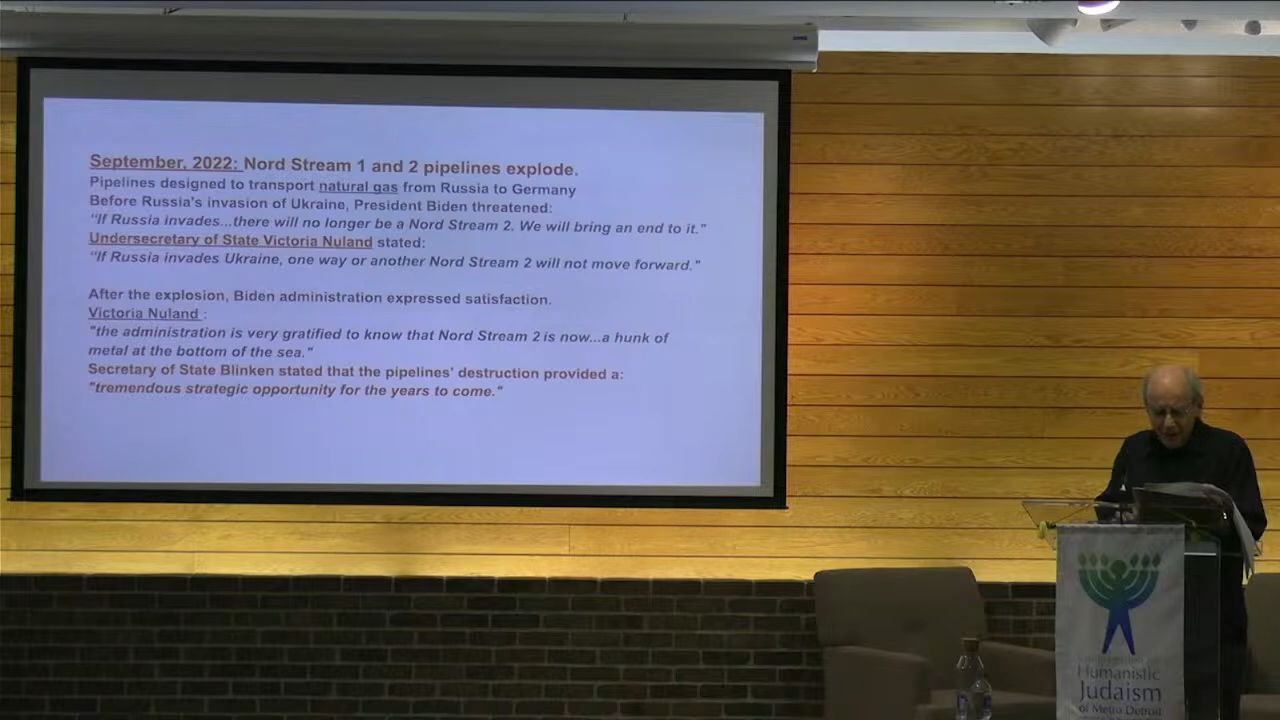 September, 2022: Nord Stream 1 and 2 pipelines explode.
Pipelines designed to transport natural gas from Russia to Germany
Before Russia's invasion of Ukraine, President Biden threatened:
"If Russia invades...there will no longer be a Nord Stream 2. We will bring an end to it."
Undersecretary of State Victoria Nuland stated:
"If Russia invades Ukraine, one way or another Nord Stream 2 will not move forward."
After the explosion, Biden administration expressed satisfaction.
Victoria Nuland :
"the administration is very gratified to know that Nord Stream 2 is now...a hunk of
metal at the bottom of the sea."
Secretary of State Blinken stated that the pipelines' destruction provided a:
"tremendous strategic opportunity for the years to come."
Humanistic
Judaism
of Metro Detroit